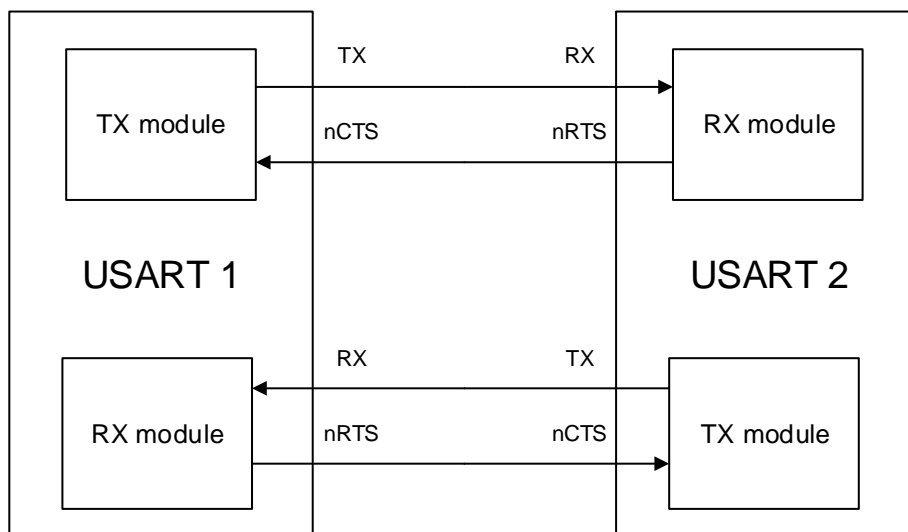 TX RX
TX module
nCTS nRTS
RX module
USART 1 USART 2
RX TX
RX module
nRTS nCTS
TX module